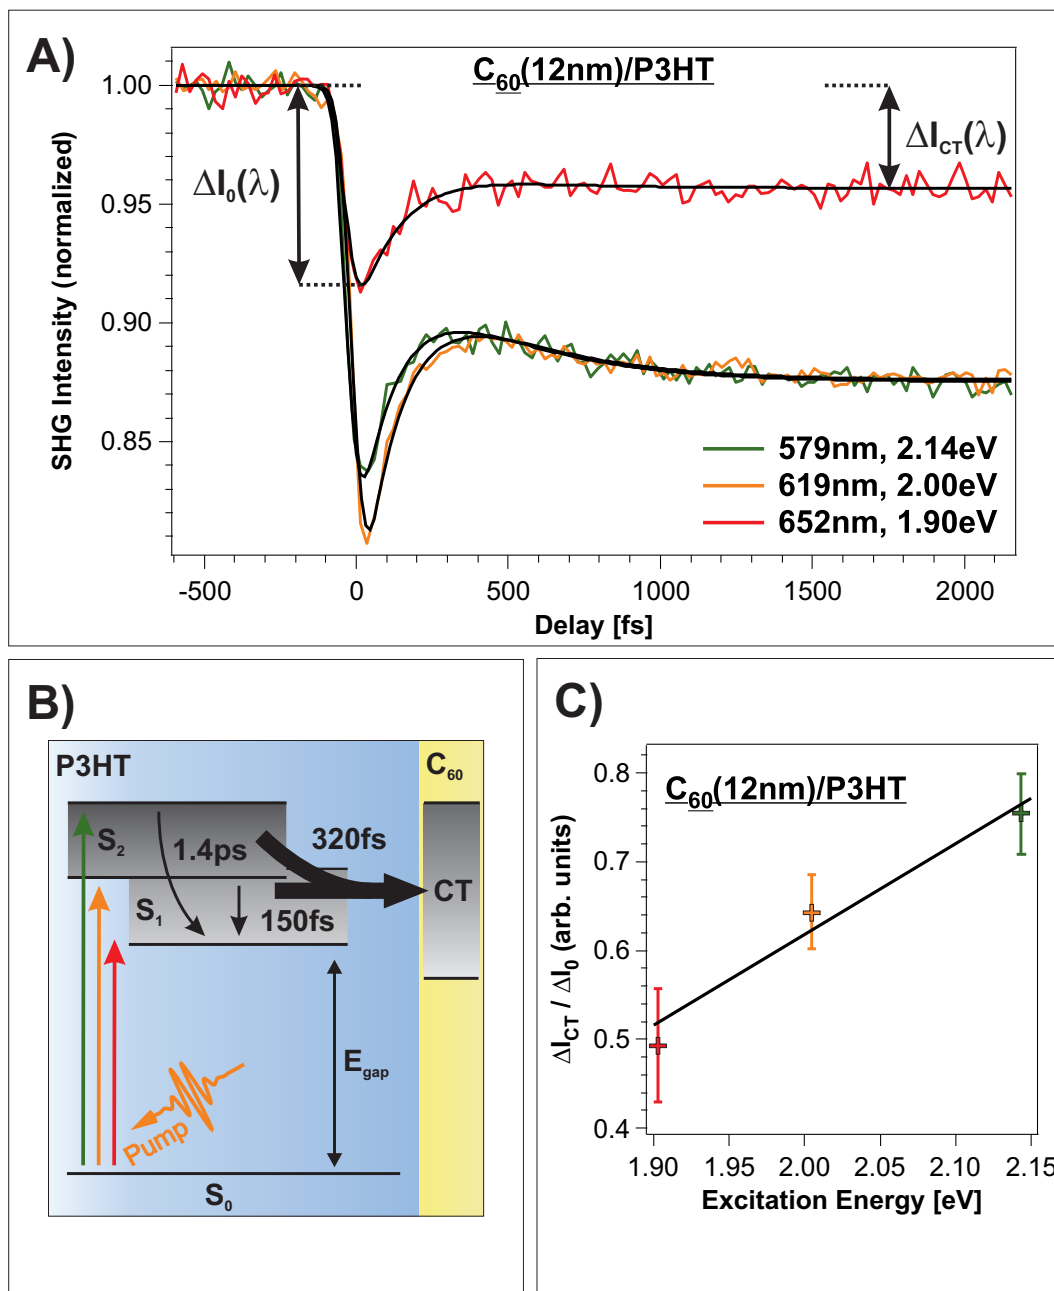 A)
C60(12nm)/P3HT
SHG Intensity (normalized)
1.00
0.95
0.90
0.85
ΔI0(λ)
ΔICT(λ)
579nm, 2.14eV
619nm, 2.00eV
652nm, 1.90eV
-500 0 500 1000 1500 2000
Delay [fs]
B)
P3HT
C60
S2
1.4ps
320fs
CT
S1
150fs
Egap
Pump
S0
C)
C60(12nm)/P3HT
ΔICT / ΔI0 (arb. units)
0.8
0.7
0.6
0.5
0.4
1.90 1.95 2.00 2.05 2.10 2.15
Excitation Energy [eV]